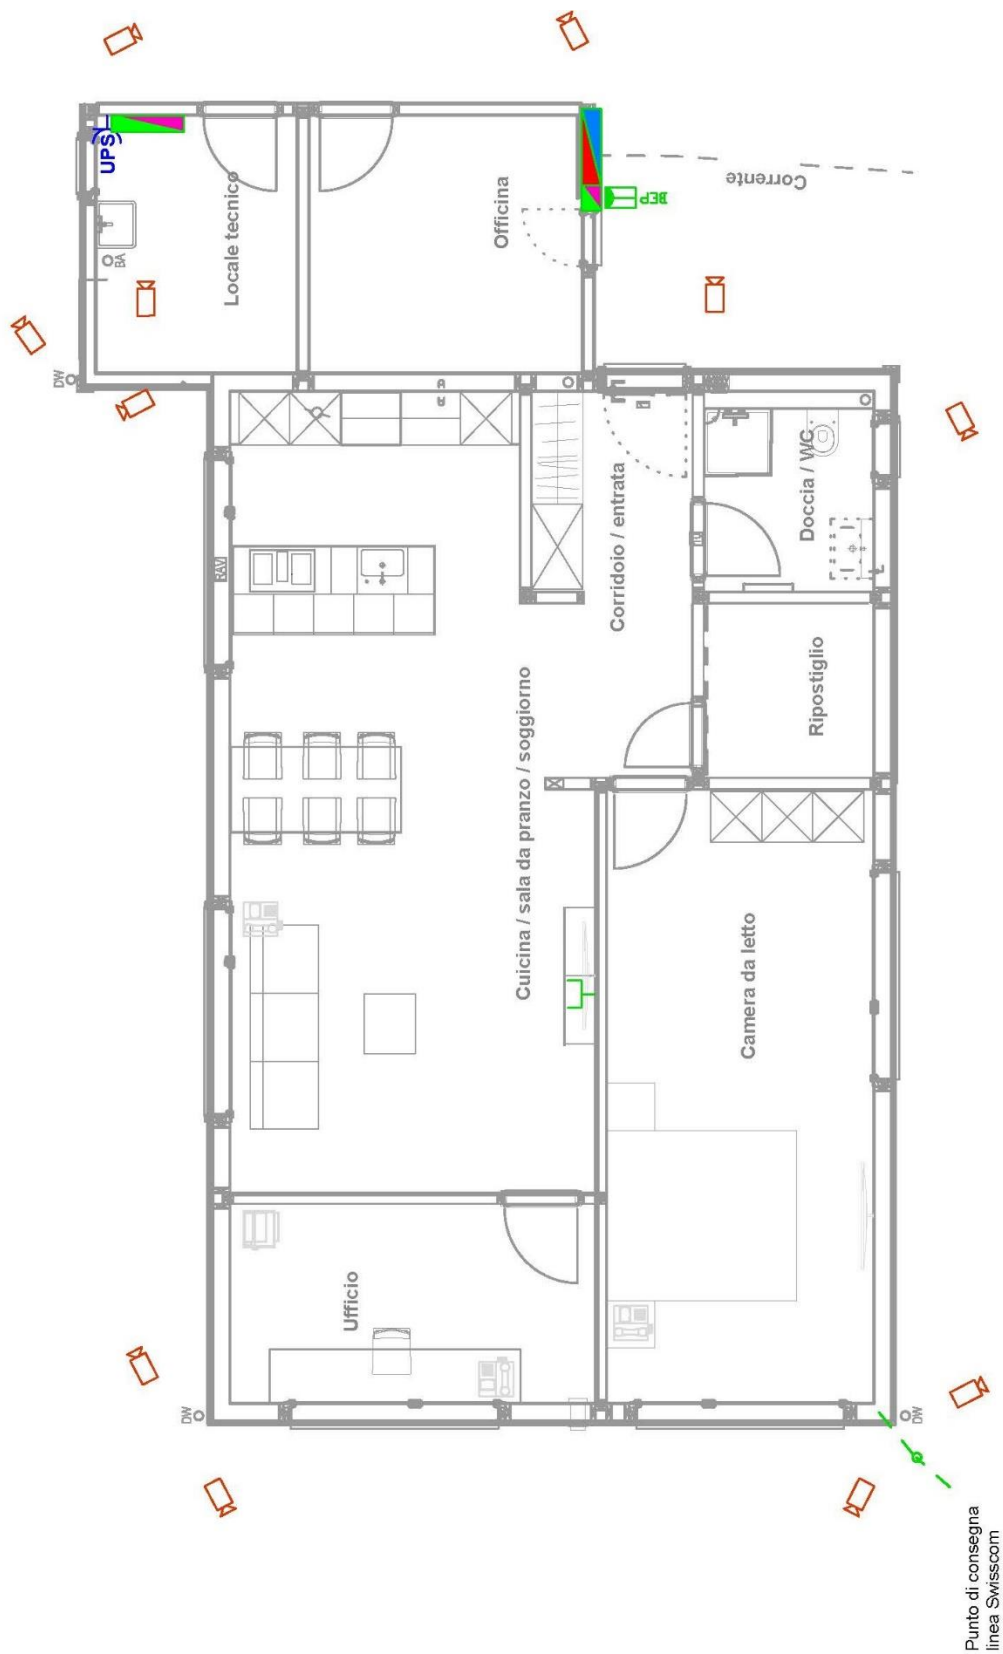 UPS
Locale tecnico
BA
DW
Officina
Corrente
BEP
RAV
Corridoio / entrata
Doccia / WC
Ripostiglio
Cuicina / sala da pranzo / soggiorno
Camera da letto
Ufficio
DW
DW
Punto di consegna
linea Swisscom